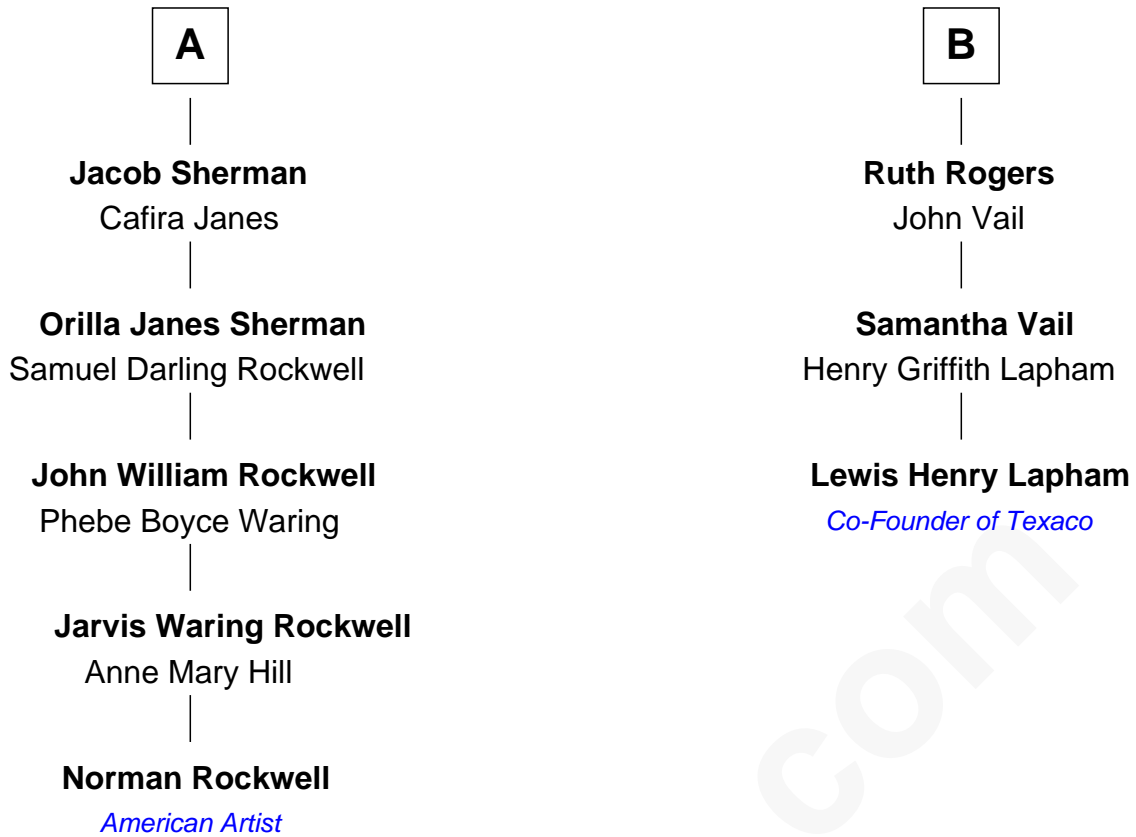 A
Jacob Sherman
Cafira Janes
Orilla Janes Sherman
Samuel Darling Rockwell
John William Rockwell
Phebe Boyce Waring
Jarvis Waring Rockwell
Anne Mary Hill
Norman Rockwell
American Artist
B
Ruth Rogers
John Vail
Samantha Vail
Henry Griffith Lapham
Lewis Henry Lapham
Co-Founder of Texaco
com